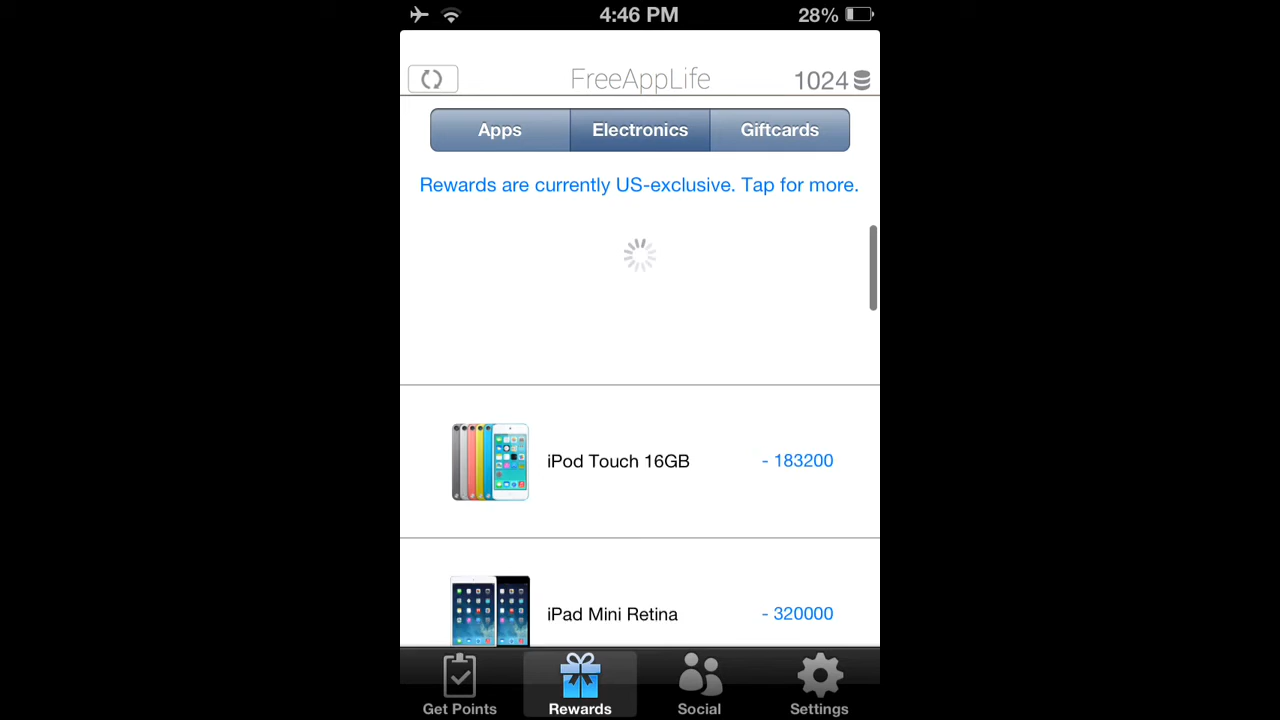 4:46 PM
28%
FreeAppLife
1024
Apps
Electronics
Giftcards
Rewards are currently US-exclusive. Tap for more.
iPod Touch 16GB
- 183200
iPad Mini Retina
- 320000
Get Points
Rewards
Social
Settings